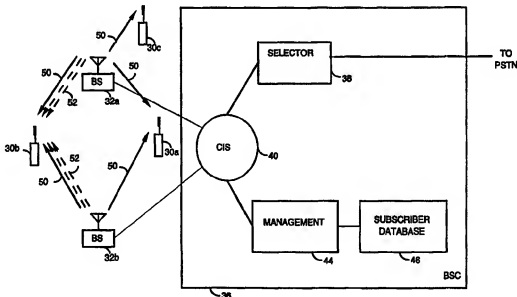 50
30c
50
BS
50
52
32a
30b
50
30a
52
50
BS
32b
SELECTOR
38
TO
PSTN
CIS
40
MANAGEMENT
44
SUBSCRIBER
DATABASE
46
BSC
36